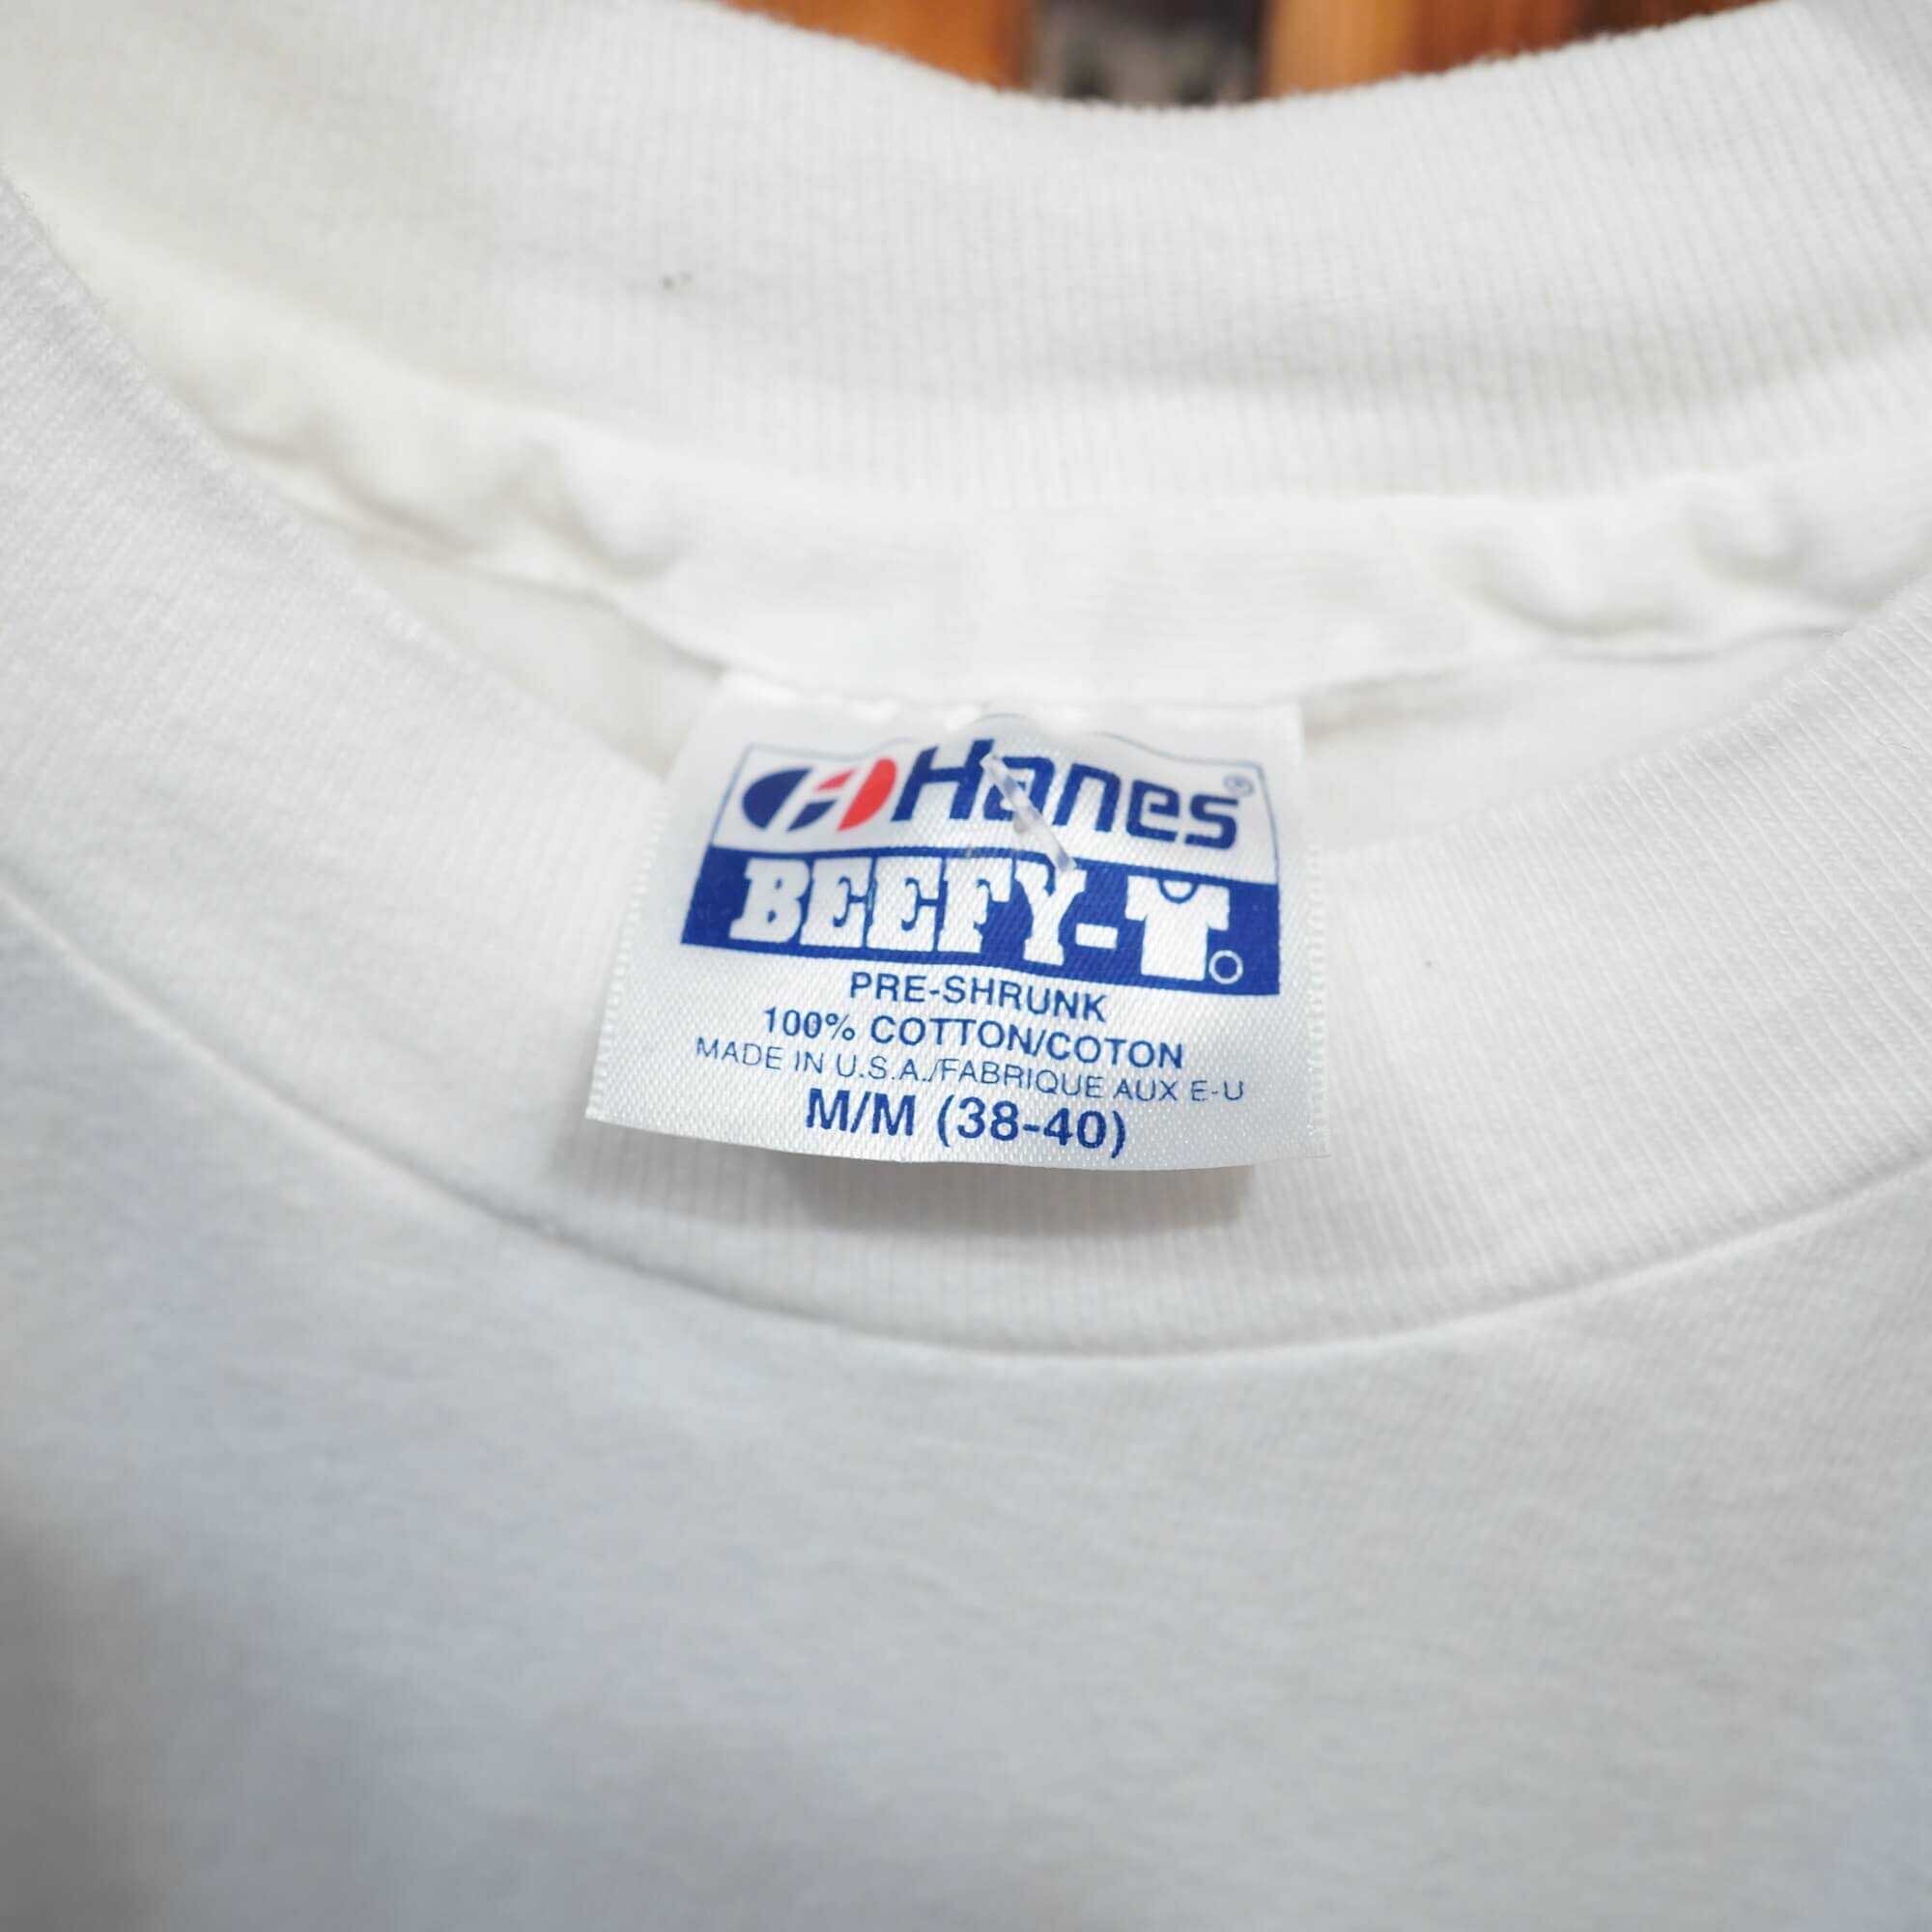 Hanes®
BEEFY-T
PRE-SHRUNK
100% COTTON/COTON
MADE IN U.S.A./FABRIQUE AUX E-U
M/M (38-40)